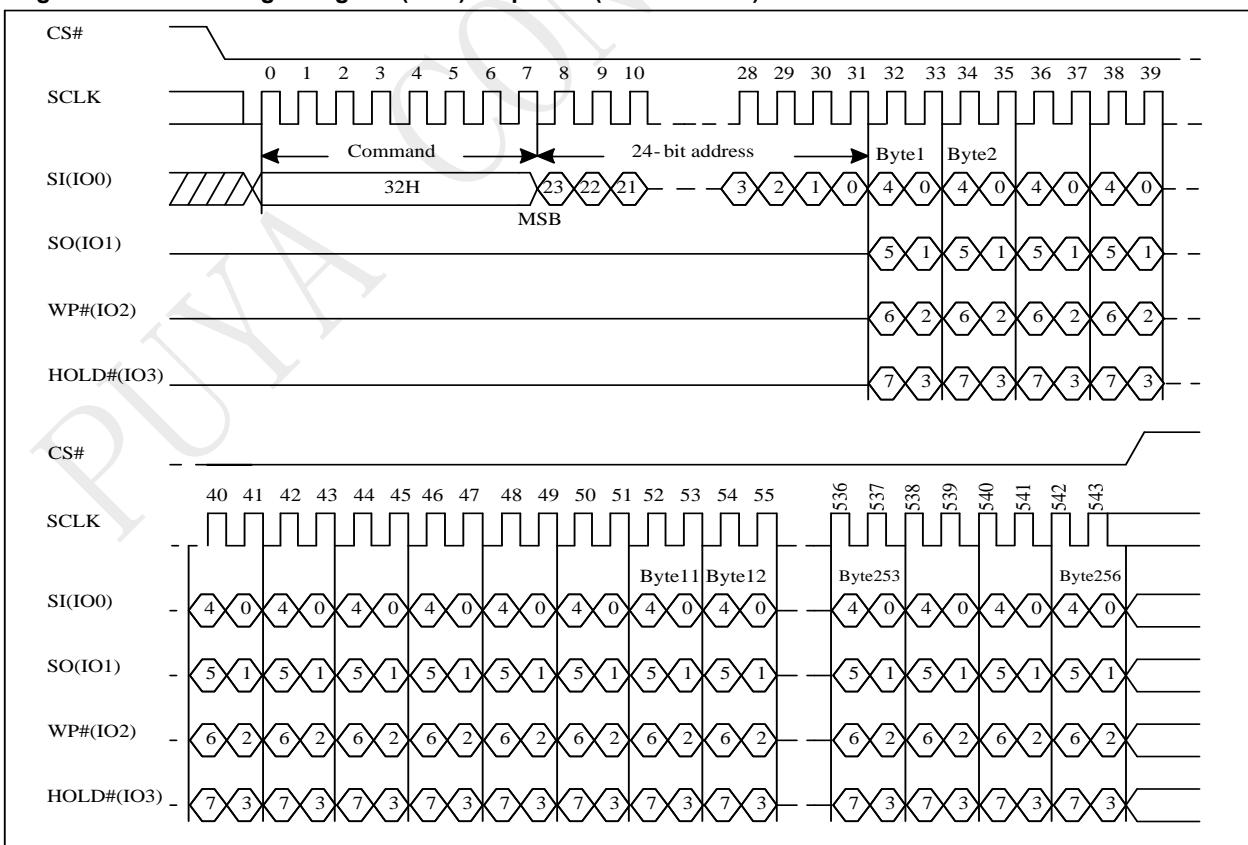 CS#
0 1 2 3 4 5 6 7 8 9 10 28 29 30 31 32 33 34 35 36 37 38 39
SCLK
Command 24-bit address Byte1 Byte2
SI(IO0) 32H 23 22 21 3 2 1 0 4 0 4 0 4 0 4 0
MSB
SO(IO1) 5 1 5 1 5 1 5 1
WP#(IO2) 6 2 6 2 6 2 6 2
HOLD#(IO3) 7 3 7 3 7 3 7 3
CS#
40 41 42 43 44 45 46 47 48 49 50 51 52 53 54 55 536 537 538 539 540 541 542 543
SCLK
Byte11 Byte12 Byte253 Byte256
SI(IO0) 4 0 4 0 4 0 4 0 4 0 4 0 4 0 4 0 4 0 4 0 4 0 4 0
SO(IO1) 5 1 5 1 5 1 5 1 5 1 5 1 5 1 5 1 5 1 5 1 5 1 5 1
WP#(IO2) 6 2 6 2 6 2 6 2 6 2 6 2 6 2 6 2 6 2 6 2 6 2 6 2
HOLD#(IO3) 7 3 7 3 7 3 7 3 7 3 7 3 7 3 7 3 7 3 7 3 7 3 7 3
PUYA